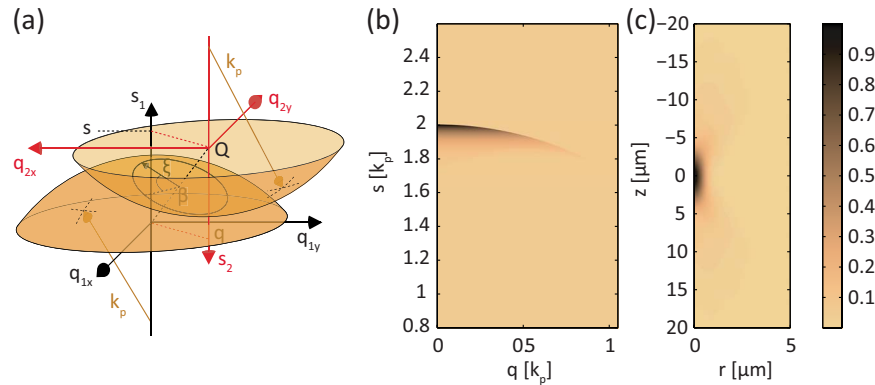 (a)
k_p
s_1
q_2y
s
Q
q_2x
ξ
β
q
q_1y
q_1x
s_2
k_p
(b)
s [k_p]
2.4
2.2
2
1.8
1.6
1.4
1.2
1
0.8
0
05
1
q [k_p]
(c)
z [μm]
−20
−15
−10
−5
0
5
10
15
20
0
5
r [μm]
0.9
0.8
0.7
0.6
0.5
0.4
0.3
0.2
0.1